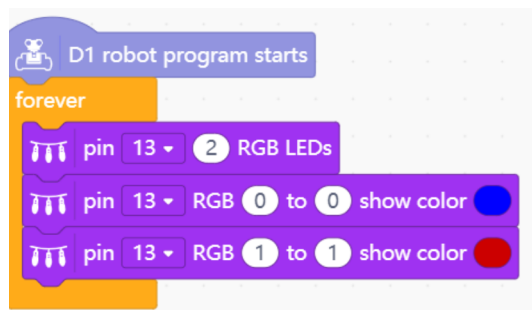 D1 robot program starts
forever
pin 13 2 RGB LEDs
pin 13 RGB 0 to 0 show color
pin 13 RGB 1 to 1 show color